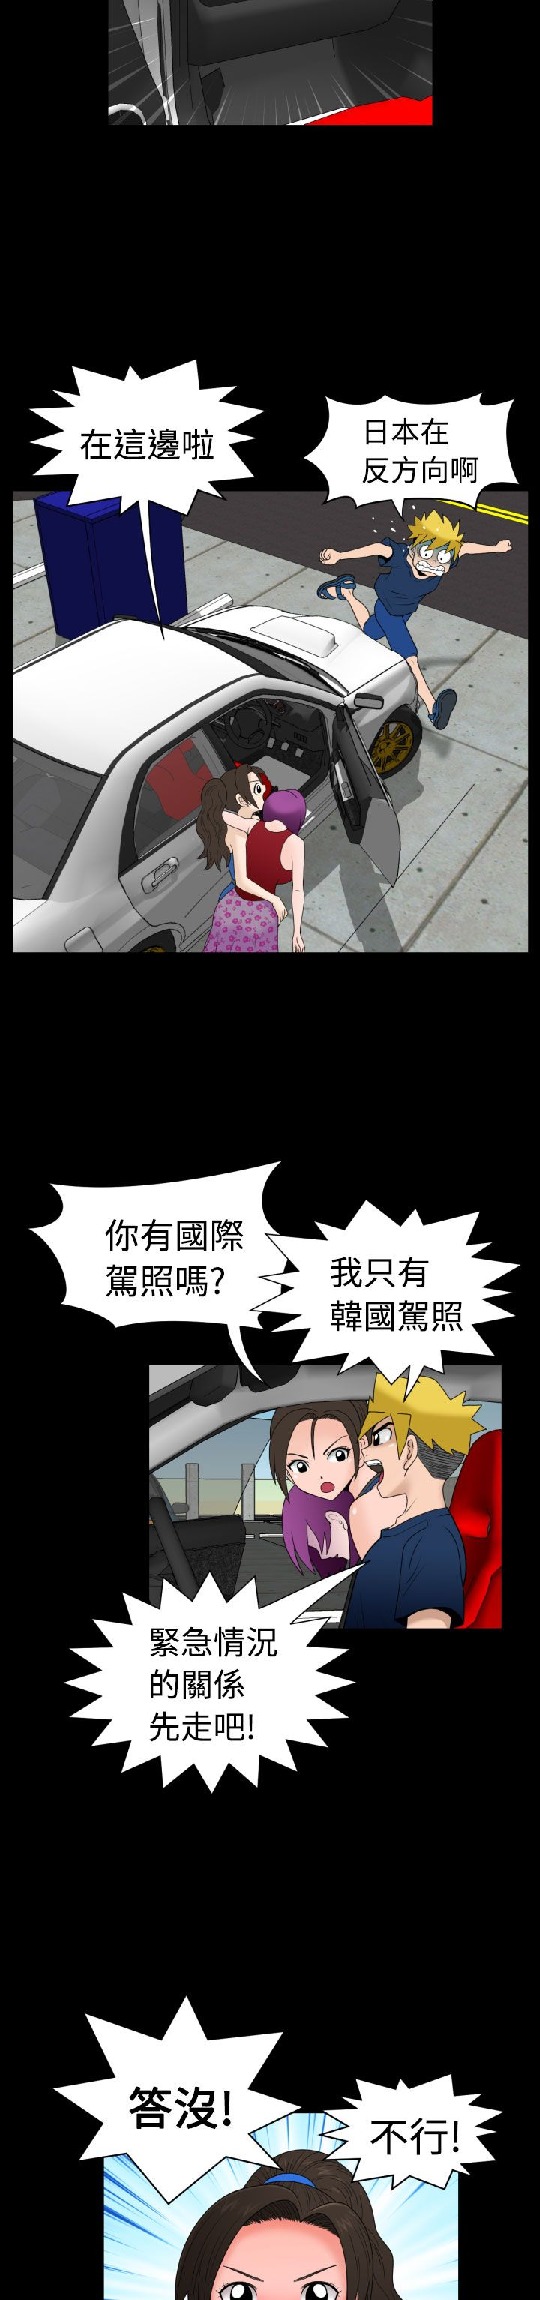 在這邊啦
日本在
反方向啊
你有國際
駕照嗎?
我只有
韓國駕照
緊急情況
的關係
先走吧!
答沒!
不行!